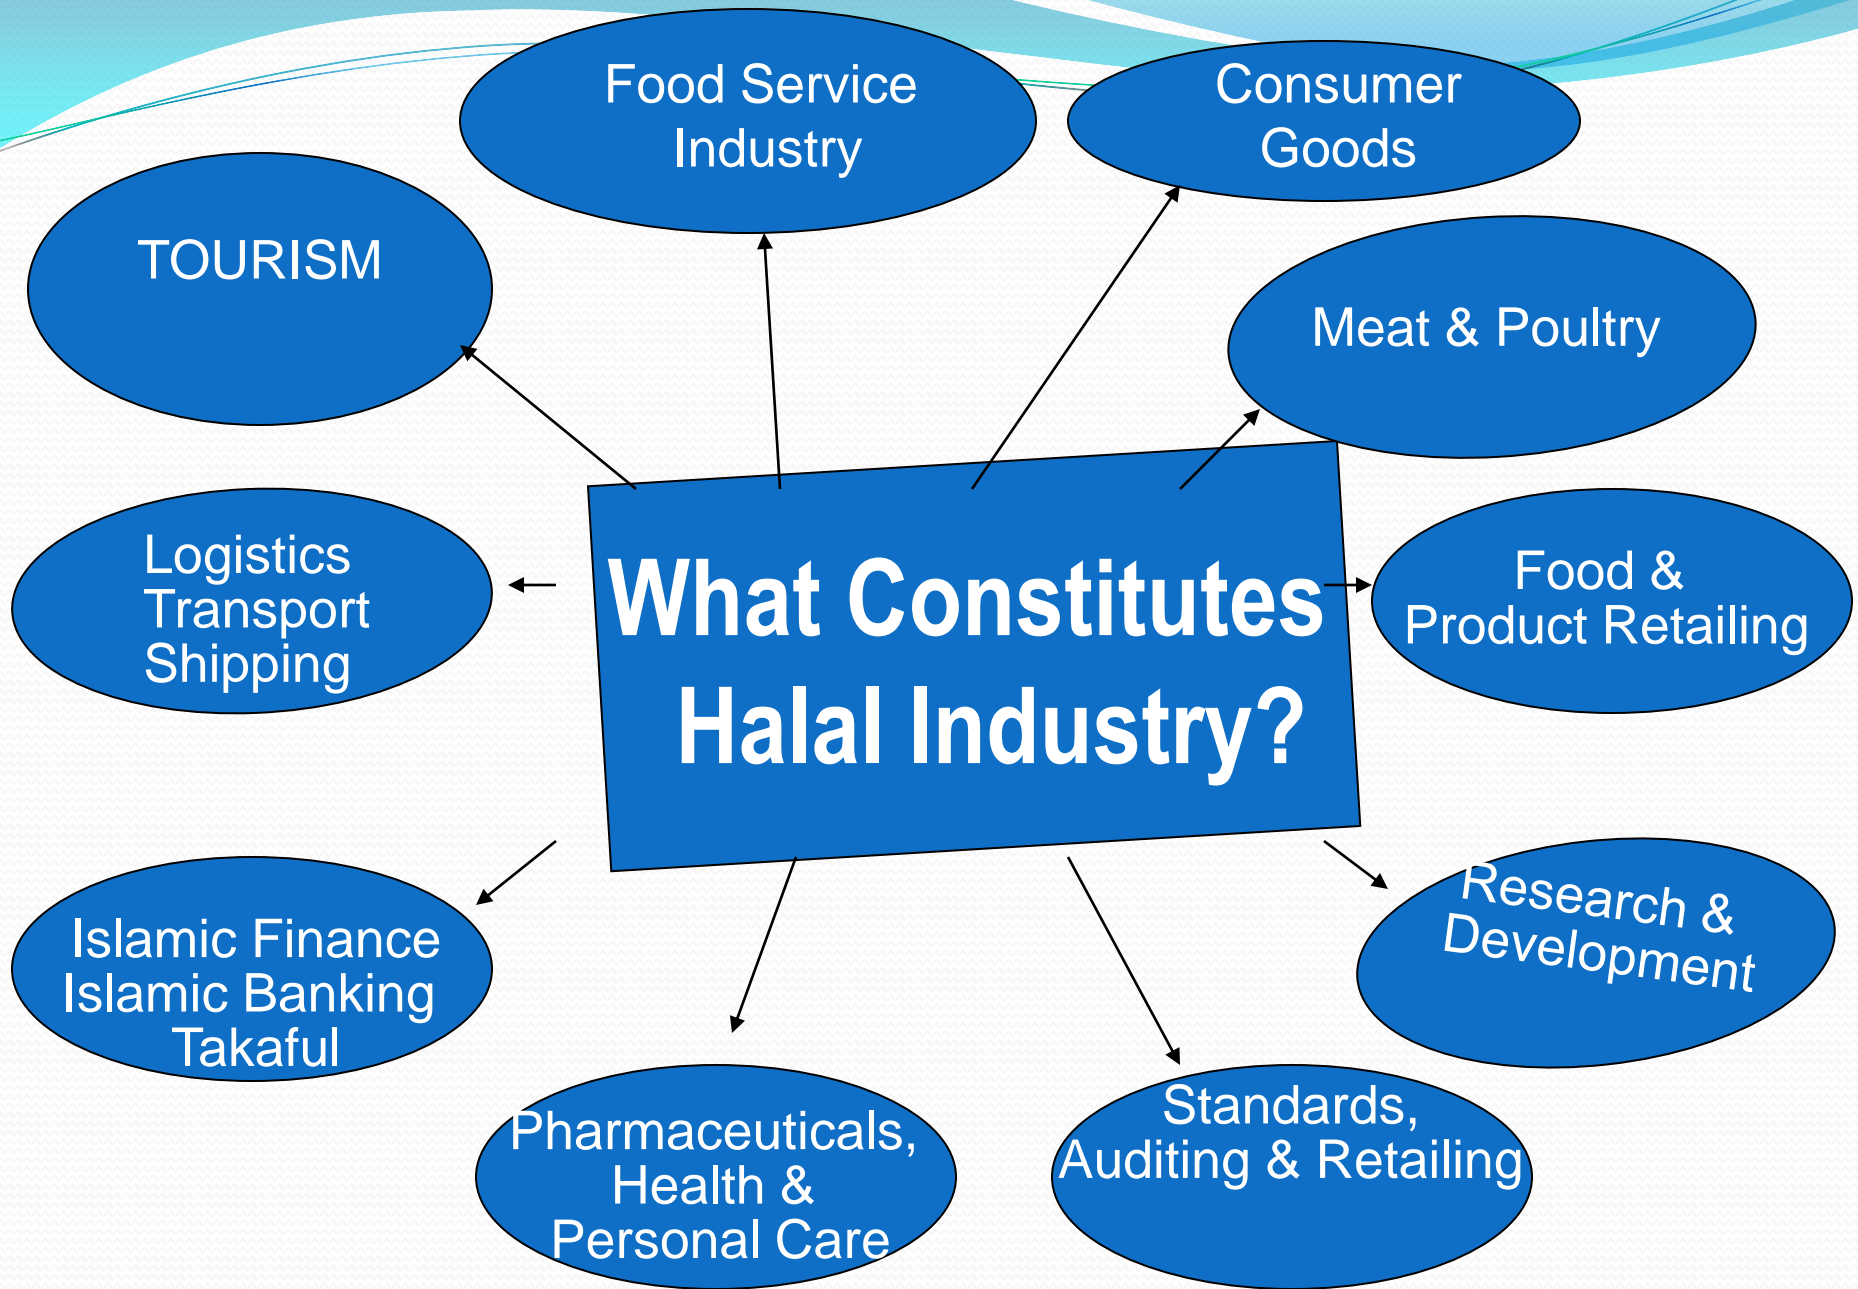 Food Service
Industry
Consumer
Goods
TOURISM
Meat & Poultry
Logistics
Transport
Shipping
What Constitutes
Halal Industry?
Food &
Product Retailing
Islamic Finance
Islamic Banking
Takaful
Research &
Development
Pharmaceuticals,
Health &
Personal Care
Standards,
Auditing & Retailing